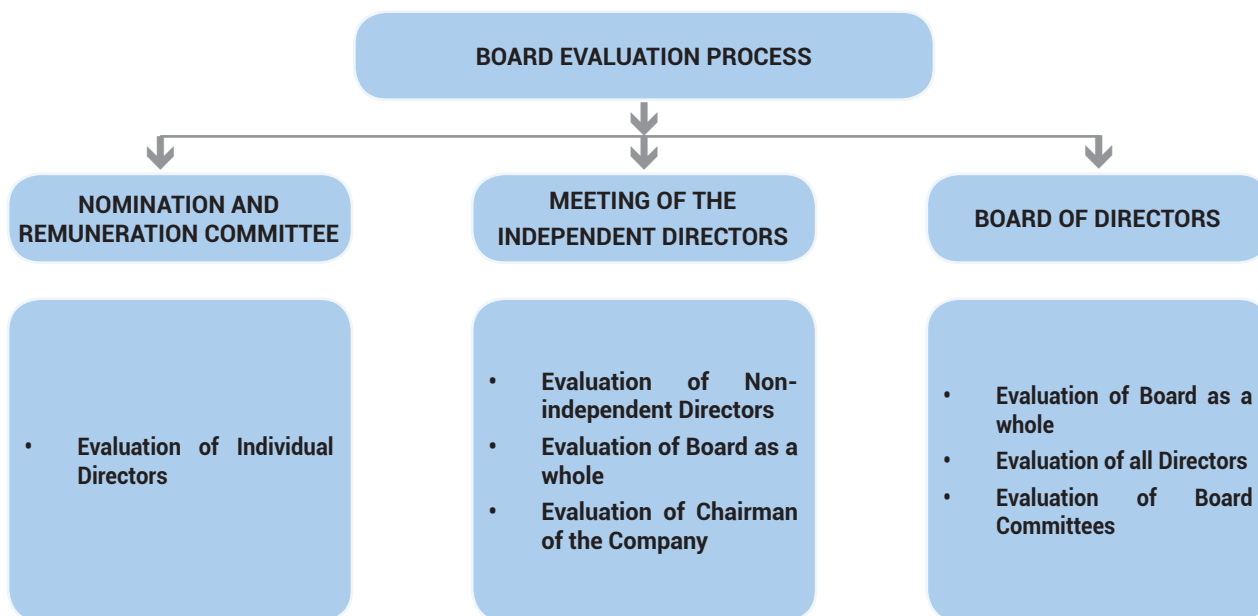 BOARD EVALUATION PROCESS
NOMINATION AND
REMUNERATION COMMITTEE
• Evaluation of Individual
Directors
MEETING OF THE
INDEPENDENT DIRECTORS
• Evaluation of Non-
independent Directors
• Evaluation of Board as a
whole
• Evaluation of Chairman
of the Company
BOARD OF DIRECTORS
• Evaluation of Board as a
whole
• Evaluation of all Directors
• Evaluation of Board
Committees